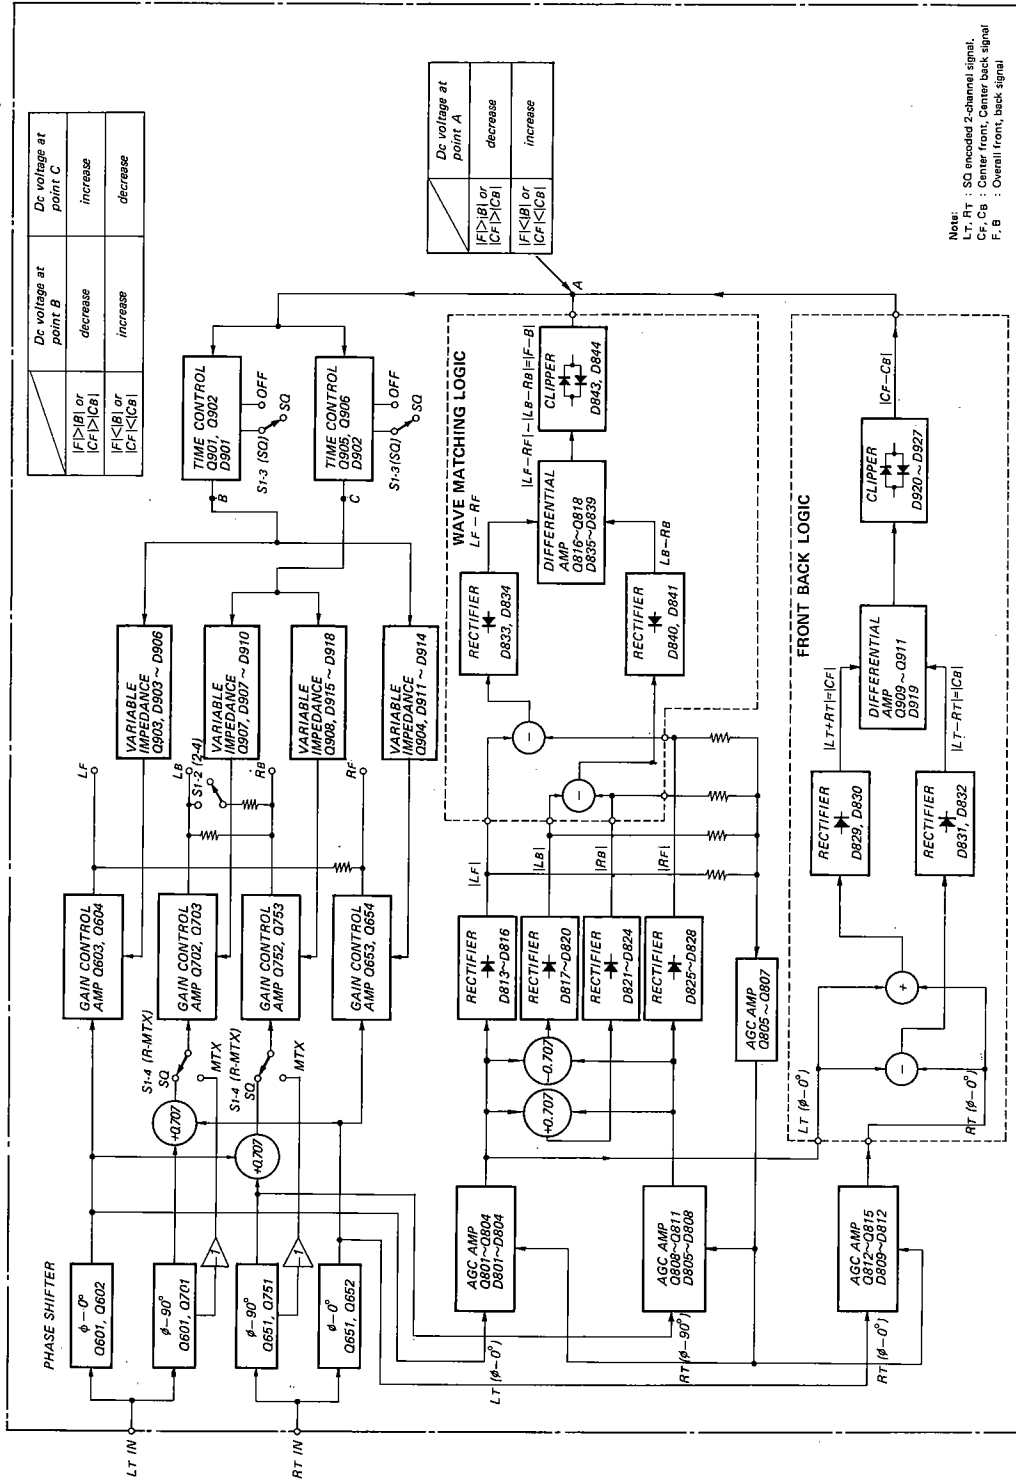 PHASE SHIFTER
LT IN
RT IN
ϕ−0°
Q601, Q602
ϕ−90°
Q601, Q701
ϕ−90°
Q651, Q751
ϕ−0°
Q651, Q652
1
1
+0.707
+0.707
S1-4 (R-MTX)
SQ
MTX
S1-4 (R-MTX)
SQ
MTX
GAIN CONTROL
AMP Q603, Q604
GAIN CONTROL
AMP Q702, Q703
GAIN CONTROL
AMP Q752, Q753
GAIN CONTROL
AMP Q653, Q654
LF
LB
S1-2 (2-4)
RB
RF
VARIABLE
IMPEDANCE
Q903, D903 ~ D906
VARIABLE
IMPEDANCE
Q907, D907 ~ D910
VARIABLE
IMPEDANCE
Q908, D915 ~ D918
VARIABLE
IMPEDANCE
Q904, D911 ~ D914
B
C
TIME CONTROL
Q901, Q902
D901
OFF
SQ
S1-3 (SQ)
TIME CONTROL
Q905, Q906
D902
OFF
SQ
S1-3 (SQ)
Dc voltage at
point B
Dc voltage at
point C
|F|>|B| or
|CF|>|CB|
decrease
increase
|F|<|B| or
|CF|<|CB|
increase
decrease
Dc voltage at
point A
|F|>|B| or
|CF|>|CB|
decrease
|F|<|B| or
|CF|<|CB|
increase
A
LT (ϕ−0°)
RT (ϕ−90°)
RT (ϕ−0°)
AGC AMP
Q801~Q804
D801~D804
AGC AMP
Q808~Q811
D805~D808
AGC AMP
Q812~Q815
D809~D812
+0.707
−0.707
RECTIFIER
D813~D816
RECTIFIER
D817~D820
RECTIFIER
D821~D824
RECTIFIER
D825~D828
AGC AMP
Q805 ~ Q807
|LF|
|LB|
|RB|
|RF|
WAVE MATCHING LOGIC
−
−
RECTIFIER
D833, D834
RECTIFIER
D840, D841
LF − RF
LB−RB
DIFFERENTIAL
AMP
Q816~Q818
D835~D839
|LF−RF|−|LB−RB|=|F−B|
CLIPPER
D843, D844
FRONT BACK LOGIC
LT (ϕ−0°)
RT (ϕ−0°)
−
+
RECTIFIER
D829, D830
RECTIFIER
D831, D832
|LT+RT|=|CF|
|LT−RT|=|CB|
DIFFERENTIAL
AMP
Q909 ~ Q911
D919
CLIPPER
D920 ~ D927
|CF−CB|
Note:
LT, RT : SQ encoded 2-channel signal.
CF, CB : Center front, Center back signal
F, B : Overall front, back signal